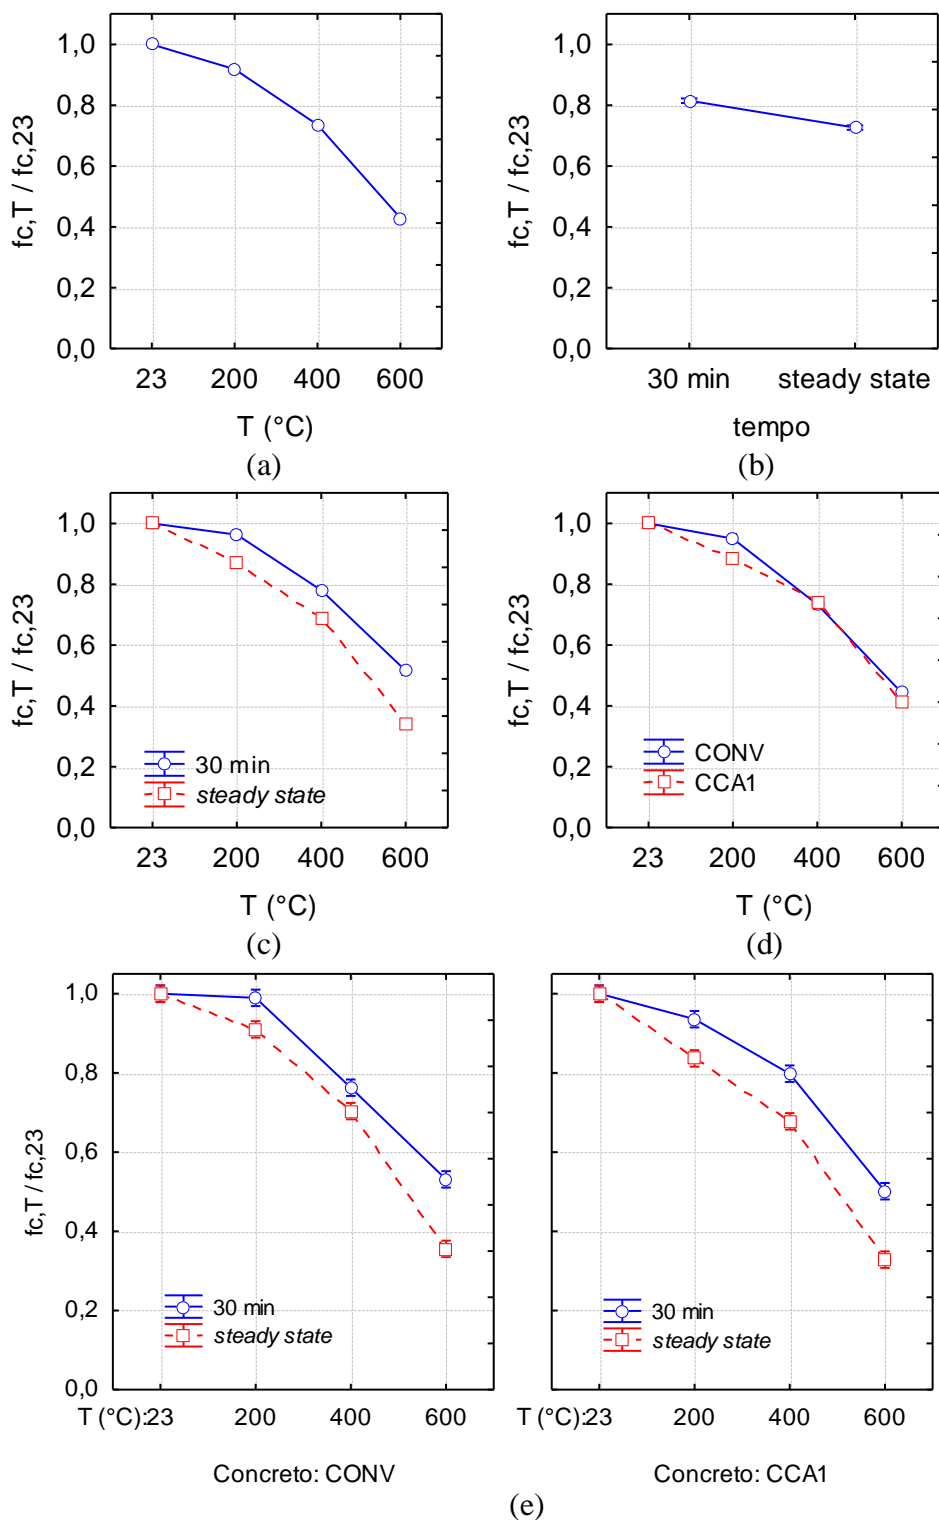 1,0
0,8
0,6
0,4
0,2
0,0
fc,T / fc,23
23 200 400 600
T (°C)
(a)
1,0
0,8
0,6
0,4
0,2
0,0
fc,T / fc,23
30 min steady state
tempo
(b)
1,0
0,8
0,6
0,4
0,2
0,0
fc,T / fc,23
30 min
steady state
23 200 400 600
T (°C)
(c)
1,0
0,8
0,6
0,4
0,2
0,0
fc,T / fc,23
CONV
CCA1
23 200 400 600
T (°C)
(d)
1,0
0,8
0,6
0,4
0,2
0,0
fc,T / fc,23
30 min
steady state
T (°C):23 200 400 600
Concreto: CONV
30 min
steady state
T (°C):23 200 400 600
Concreto: CCA1
(e)